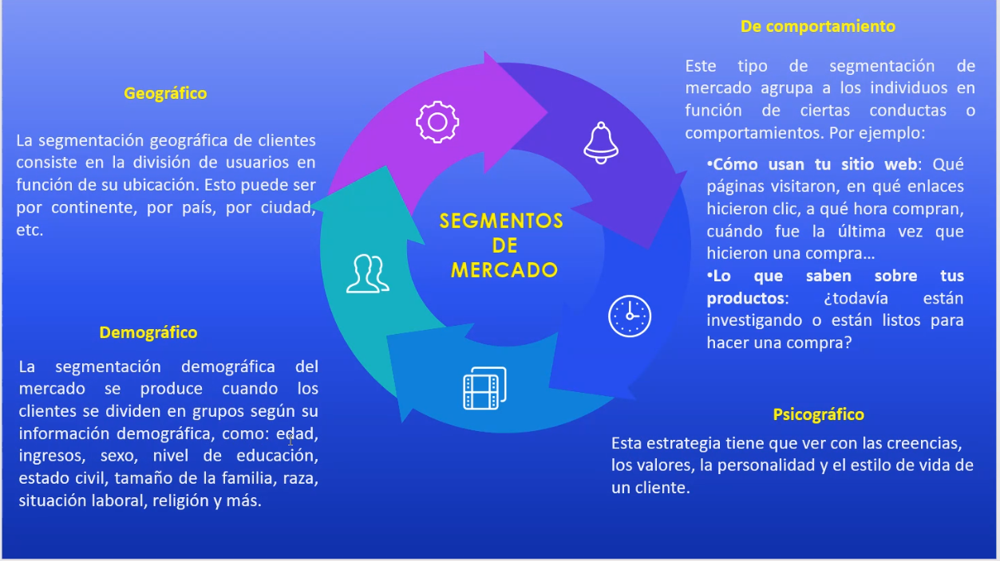 Geográfico
La segmentación geográfica de clientes
consiste en la división de usuarios en
función de su ubicación. Esto puede ser
por continente, por país, por ciudad,
etc.
Demográfico
La segmentación demográfica del
mercado se produce cuando los
clientes se dividen en grupos según su
información demográfica, como: edad,
ingresos, sexo, nivel de educación,
estado civil, tamaño de la familia, raza,
situación laboral, religión y más.
SEGMENTOS
DE
MERCADO
De comportamiento
Este tipo de segmentación de
mercado agrupa a los individuos en
función de ciertas conductas o
comportamientos. Por ejemplo:
•Cómo usan tu sitio web: Qué
páginas visitaron, en qué enlaces
hicieron clic, a qué hora compran,
cuándo fue la última vez que
hicieron una compra…
•Lo que saben sobre tus
productos: ¿todavía están
investigando o están listos para
hacer una compra?
Psicográfico
Esta estrategia tiene que ver con las creencias,
los valores, la personalidad y el estilo de vida de
un cliente.